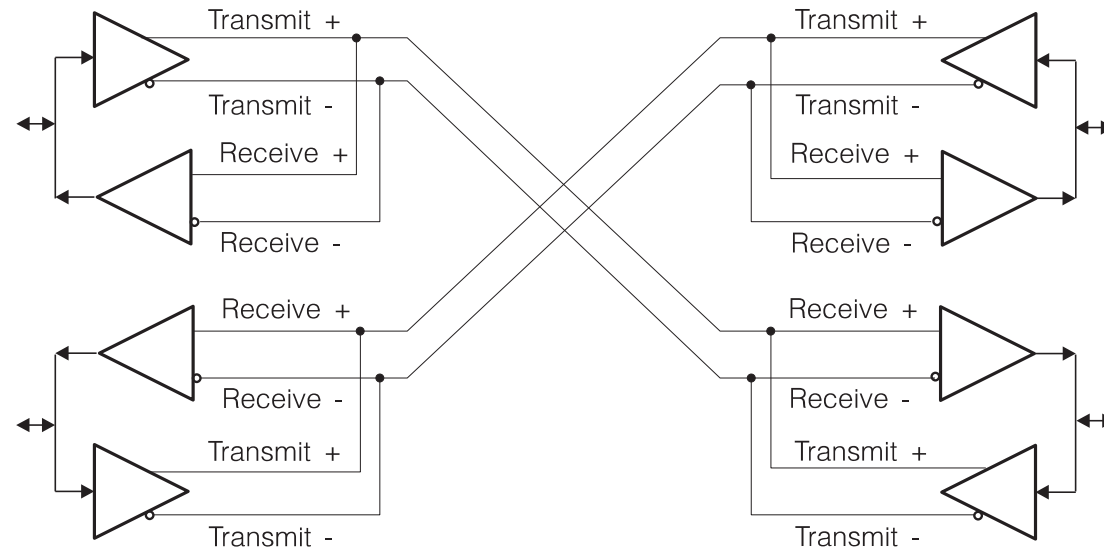 Transmit +
Transmit -
Receive +
Receive -
Transmit +
Transmit -
Receive +
Receive -
Receive +
Receive -
Transmit +
Transmit -
Receive +
Receive -
Transmit +
Transmit -